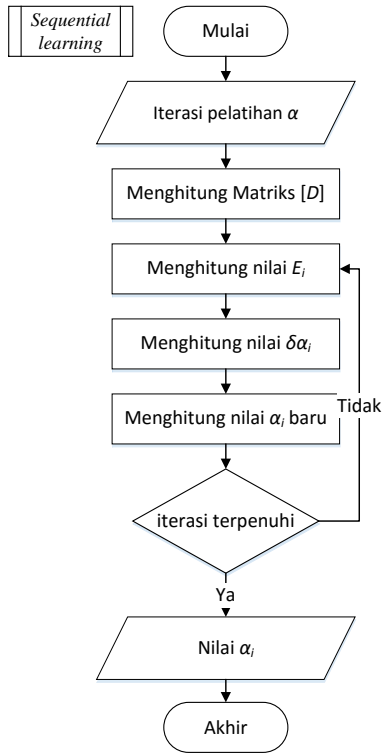 Sequential
learning
Mulai
Iterasi pelatihan α
Menghitung Matriks [D]
Menghitung nilai Eᵢ
Menghitung nilai δαᵢ
Menghitung nilai αᵢ baru
Tidak
iterasi terpenuhi
Ya
Nilai αᵢ
Akhir